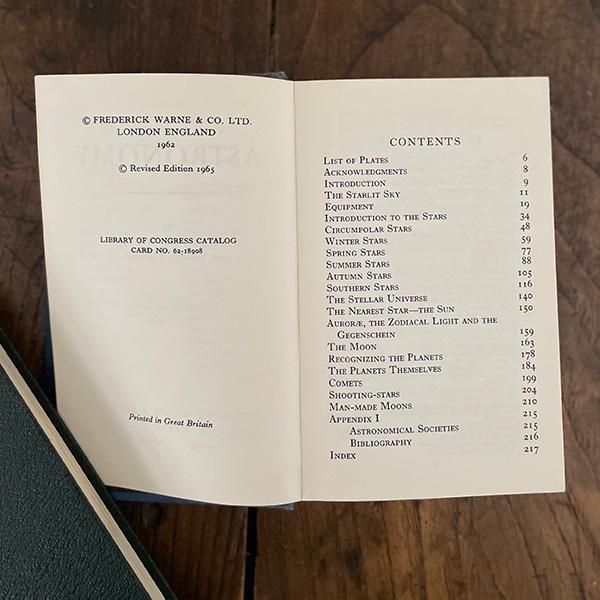 © FREDERICK WARNE & CO. LTD.
LONDON ENGLAND
1962
© Revised Edition 1965
LIBRARY OF CONGRESS CATALOG
CARD NO. 62-18908
Printed in Great Britain
CONTENTS
List of Plates 6
Acknowledgments 8
Introduction 9
The Starlit Sky 11
Equipment 19
Introduction to the Stars 34
Circumpolar Stars 48
Winter Stars 59
Spring Stars 77
Summer Stars 88
Autumn Stars 105
Southern Stars 116
The Stellar Universe 140
The Nearest Star—the Sun 150
Auroræ, the Zodiacal Light and the
Gegenschein 159
The Moon 163
Recognizing the Planets 178
The Planets Themselves 184
Comets 199
Shooting-stars 204
Man-made Moons 210
Appendix I 215
Astronomical Societies 215
Bibliography 216
Index 217
ASTRONOMY